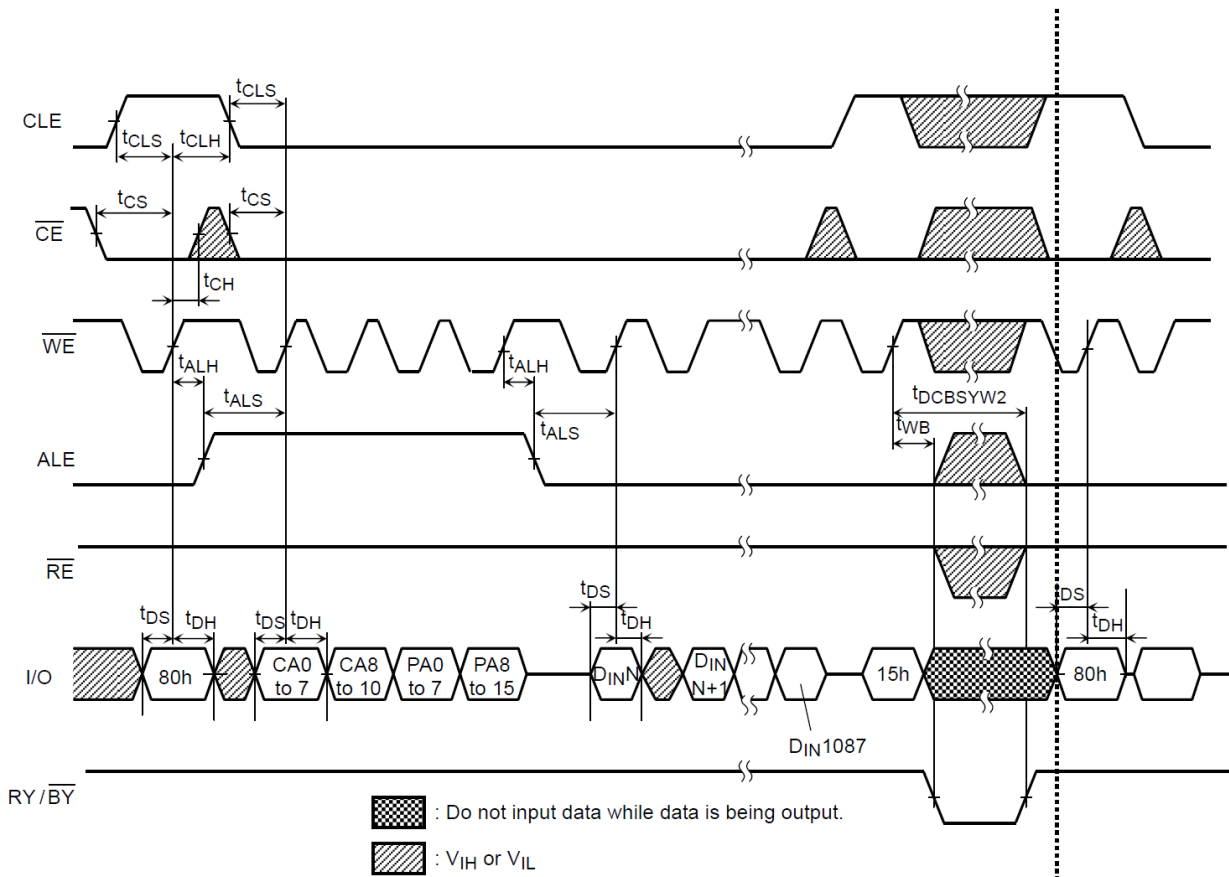 tCLS
CLE
tCLS tCLH
tCS tCS
CE
tCH
WE
tALH tALH
tALS tDCBSYW2
tALS tWB
ALE
RE
tDS tDH tDS tDH tDS tDH DS tDH
I/O 80h CA0 to 7 CA8 to 10 PA0 to 7 PA8 to 15 DINN DIN N+1 15h 80h
DIN1087
RY / BY
: Do not input data while data is being output.
: VIH or VIL